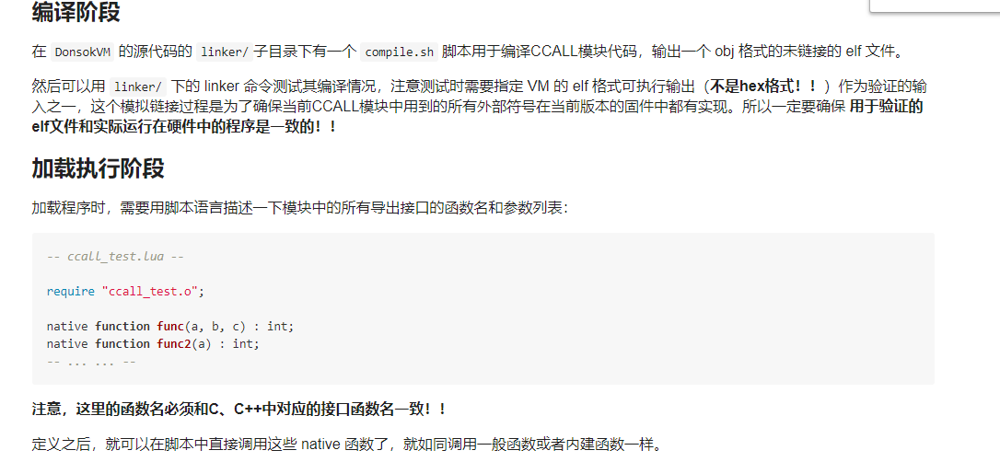 编译阶段
在 DonsokVM 的源代码的 linker/ 子目录下有一个 compile.sh 脚本用于编译CCALL模块代码，输出一个 obj 格式的未链接的 elf 文件。
然后可以用 linker/ 下的 linker 命令测试其编译情况，注意测试时需要指定 VM 的 elf 格式可执行输出（不是hex格式！！）作为验证的输
入之一，这个模拟链接过程是为了确保当前CCALL模块中用到的所有外部符号在当前版本的固件中都有实现。所以一定要确保 用于验证的
elf文件和实际运行在硬件中的程序是一致的！！
加载执行阶段
加载程序时，需要用脚本语言描述一下模块中的所有导出接口的函数名和参数列表：
-- ccall_test.lua --
require "ccall_test.o";
native function func(a, b, c) : int;
native function func2(a) : int;
-- ... ... --
注意，这里的函数名必须和C、C++中对应的接口函数名一致！！
定义之后，就可以在脚本中直接调用这些 native 函数了，就如同调用一般函数或者内建函数一样。